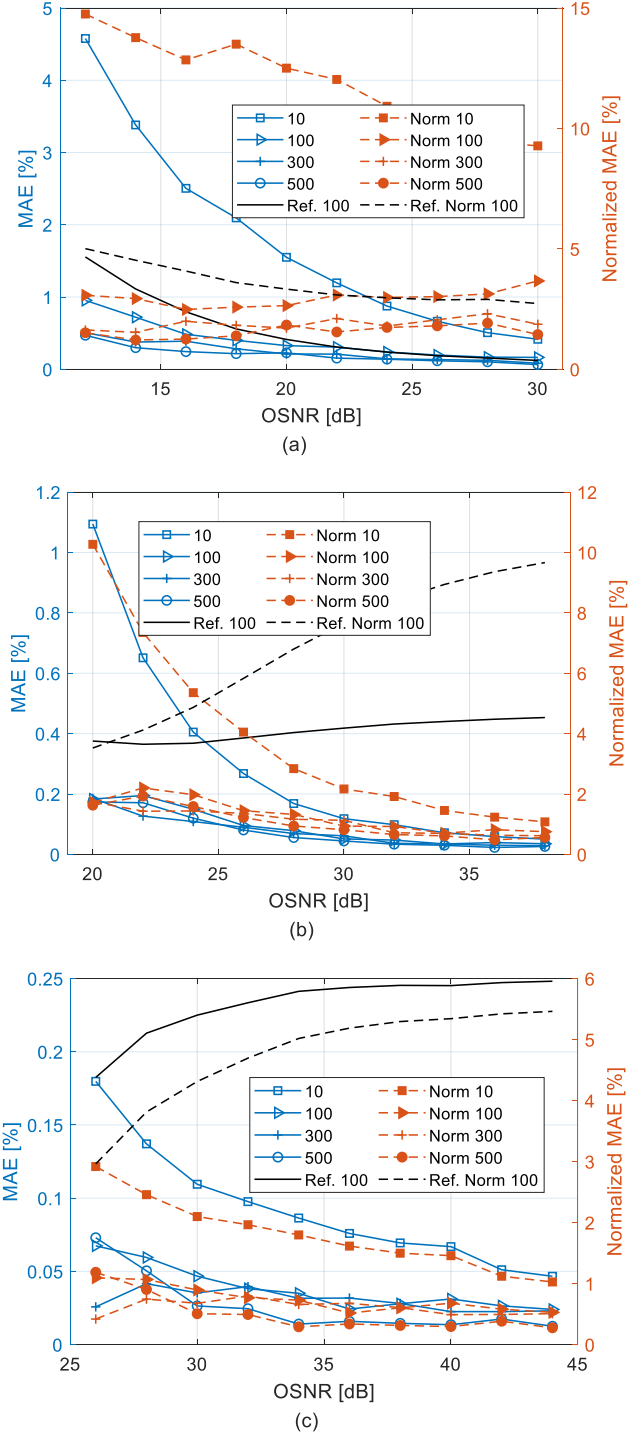 5
4
3
2
1
0
MAE [%]
15
10
5
0
Normalized MAE [%]
10 Norm 10
100 Norm 100
300 Norm 300
500 Norm 500
Ref. 100 Ref. Norm 100
15 20 25 30
OSNR [dB]
(a)
1.2
1
0.8
0.6
0.4
0.2
0
MAE [%]
12
10
8
6
4
2
0
Normalized MAE [%]
10 Norm 10
100 Norm 100
300 Norm 300
500 Norm 500
Ref. 100 Ref. Norm 100
20 25 30 35
OSNR [dB]
(b)
0.25
0.2
0.15
0.1
0.05
0
MAE [%]
6
5
4
3
2
1
0
Normalized MAE [%]
10 Norm 10
100 Norm 100
300 Norm 300
500 Norm 500
Ref. 100 Ref. Norm 100
25 30 35 40 45
OSNR [dB]
(c)